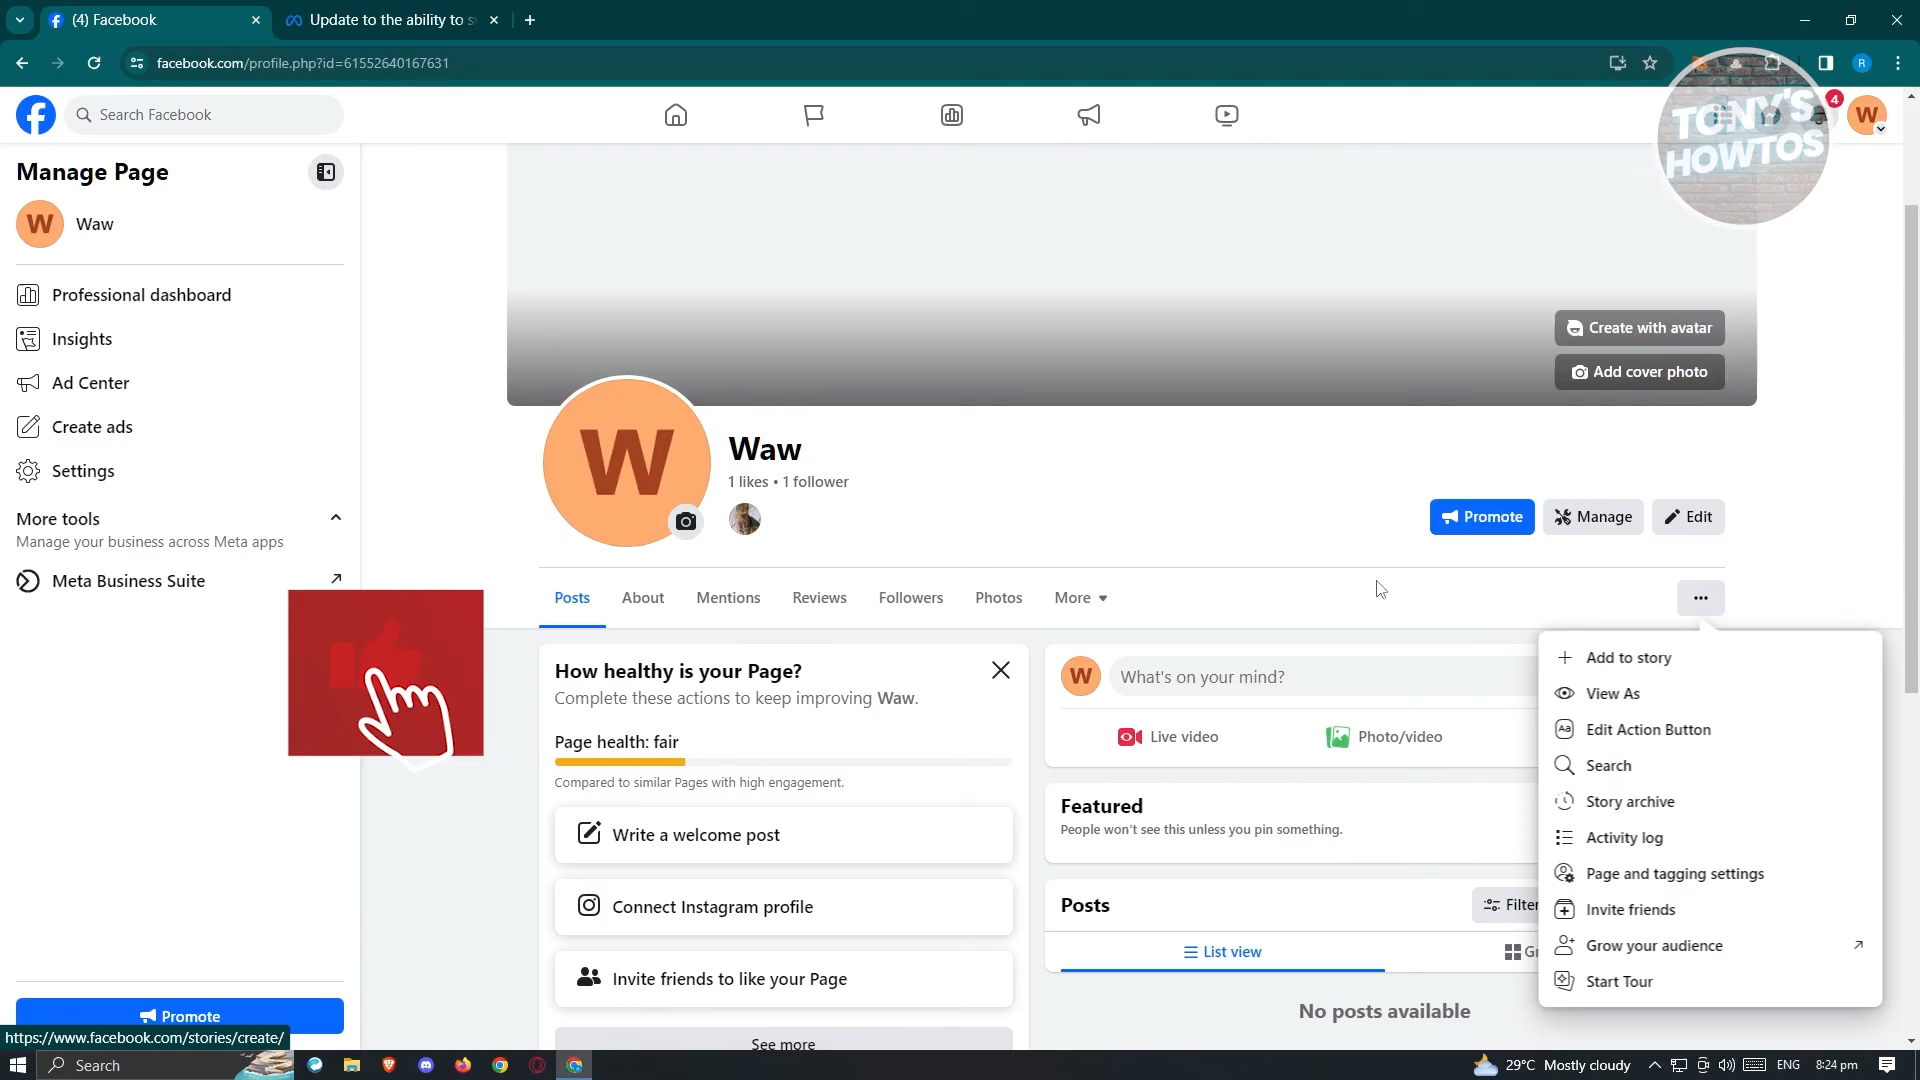 (4) Facebook
Update to the ability to s
facebook.com/profile.php?id=61552640167631
R
Search Facebook
4
W
TONY'S
HOWTOS
Manage Page
W
Waw
Professional dashboard
Insights
Ad Center
Create ads
Settings
More tools
Manage your business across Meta apps
Meta Business Suite
Promote
https://www.facebook.com/stories/create/
Create with avatar
Add cover photo
W
Waw
1 likes • 1 follower
Promote
Manage
Edit
Posts
About
Mentions
Reviews
Followers
Photos
More
How healthy is your Page?
Complete these actions to keep improving Waw.
Page health: fair
Compared to similar Pages with high engagement.
Write a welcome post
Connect Instagram profile
Invite friends to like your Page
See more
W
What's on your mind?
Live video
Photo/video
Featured
People won't see this unless you pin something.
Posts
Filter
List view
Gr
No posts available
Add to story
View As
Aa
Edit Action Button
Search
Story archive
Activity log
Page and tagging settings
Invite friends
Grow your audience
Start Tour
Search
29°C Mostly cloudy
ENG
8:24 pm